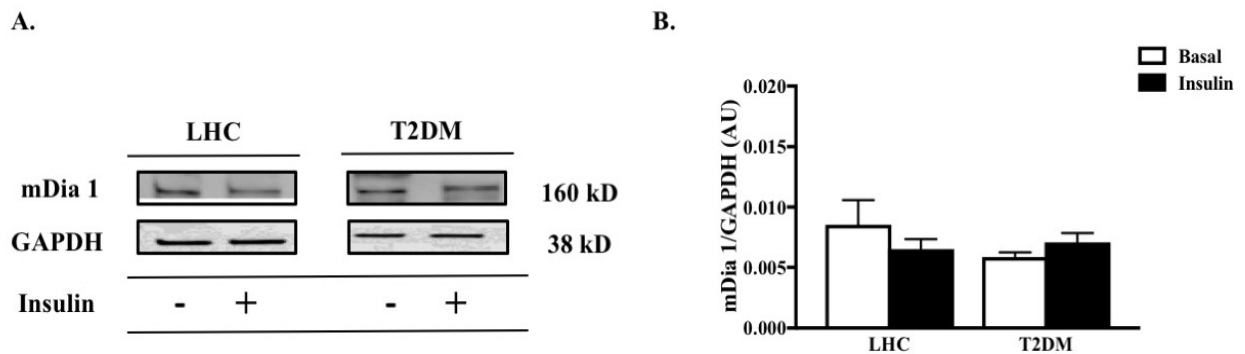 A.
LHC T2DM
mDia 1 160 kD
GAPDH 38 kD
Insulin - + - +
B.
Basal
Insulin
mDia 1/GAPDH (AU)
0.020
0.015
0.010
0.005
0.000
LHC T2DM